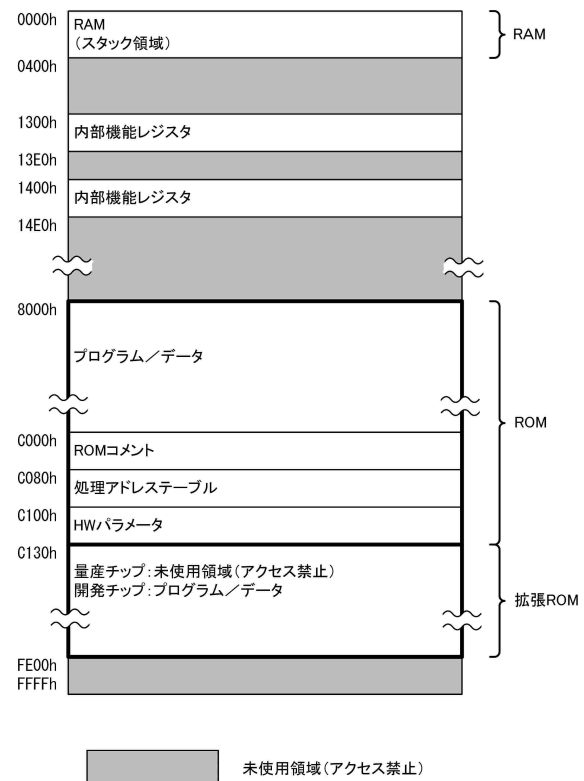 0000h
RAM
(スタック領域)
RAM
0400h
1300h
内部機能レジスタ
13E0h
1400h
内部機能レジスタ
14E0h
8000h
プログラム／データ
ROM
C000h
ROMコメント
C080h
処理アドレステーブル
C100h
HWパラメータ
C130h
量産チップ：未使用領域（アクセス禁止）
開発チップ：プログラム／データ
拡張ROM
FE00h
FFFFh
未使用領域（アクセス禁止）